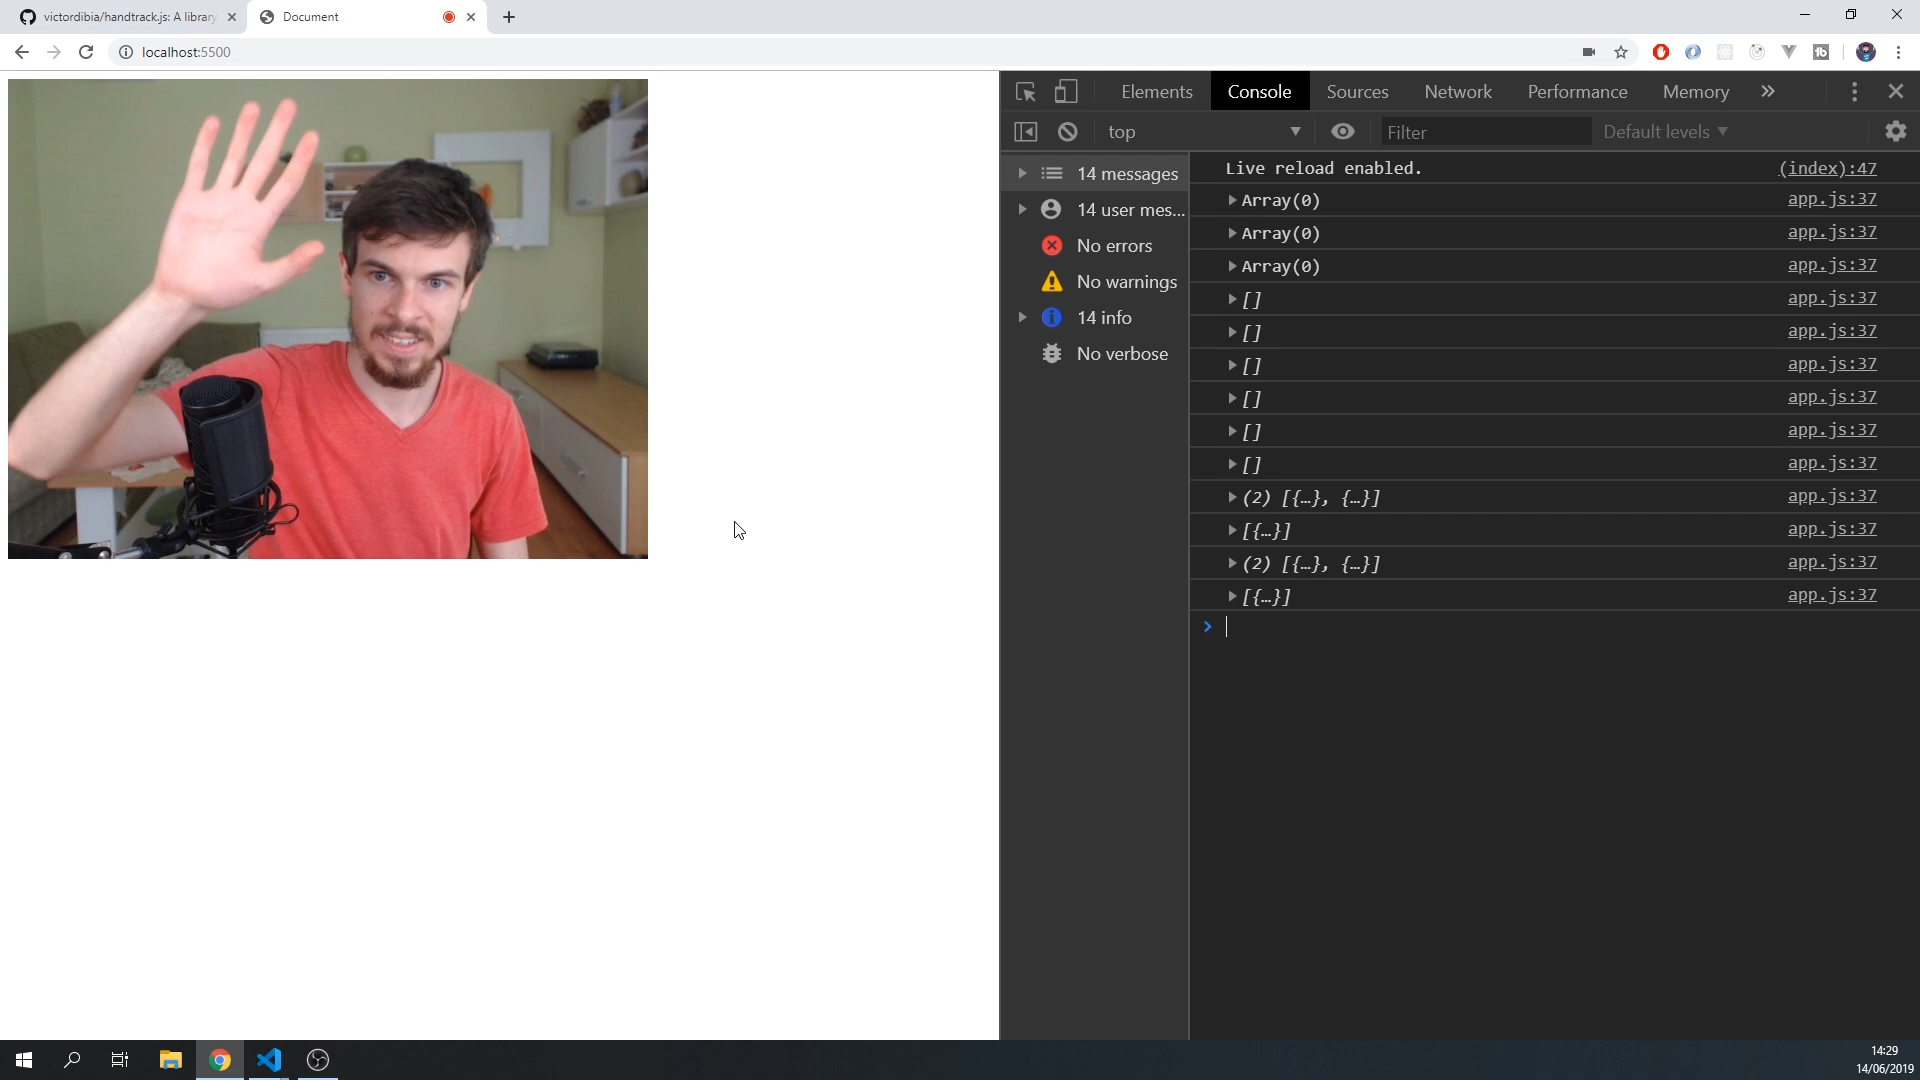 victordibia/handtrack.js: A library
Document
localhost:5500
Elements
Console
Sources
Network
Performance
Memory
top
Filter
Default levels
14 messages
14 user mes...
No errors
No warnings
14 info
No verbose
Live reload enabled. (index):47
Array(0) app.js:37
Array(0) app.js:37
Array(0) app.js:37
[] app.js:37
[] app.js:37
[] app.js:37
[] app.js:37
[] app.js:37
[] app.js:37
(2) [{…}, {…}] app.js:37
[{…}] app.js:37
(2) [{…}, {…}] app.js:37
[{…}] app.js:37
14:29
14/06/2019